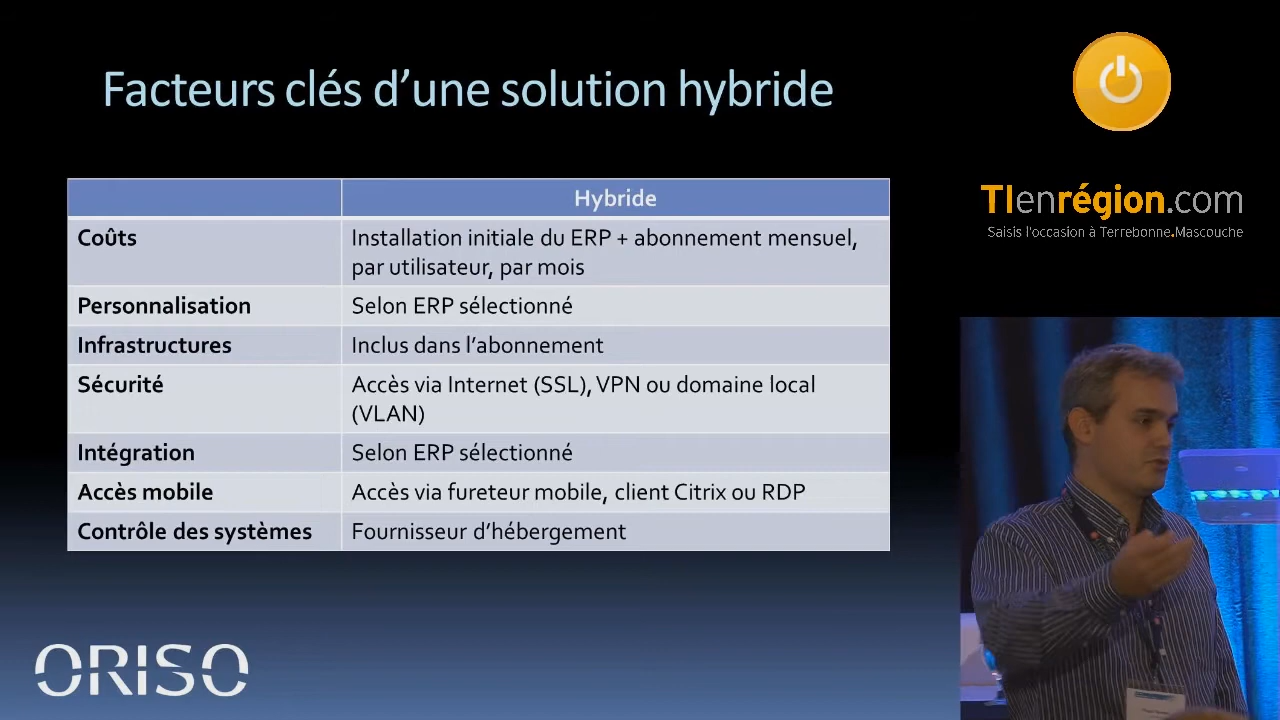 Facteurs clés d’une solution hybride
TIenrégion.com
Saisis l'occasion à Terrebonne.Mascouche
Hybride
Coûts
Installation initiale du ERP + abonnement mensuel,
par utilisateur, par mois
Personnalisation
Selon ERP sélectionné
Infrastructures
Inclus dans l’abonnement
Sécurité
Accès via Internet (SSL), VPN ou domaine local
(VLAN)
Intégration
Selon ERP sélectionné
Accès mobile
Accès via fureteur mobile, client Citrix ou RDP
Contrôle des systèmes
Fournisseur d’hébergement
ORISO